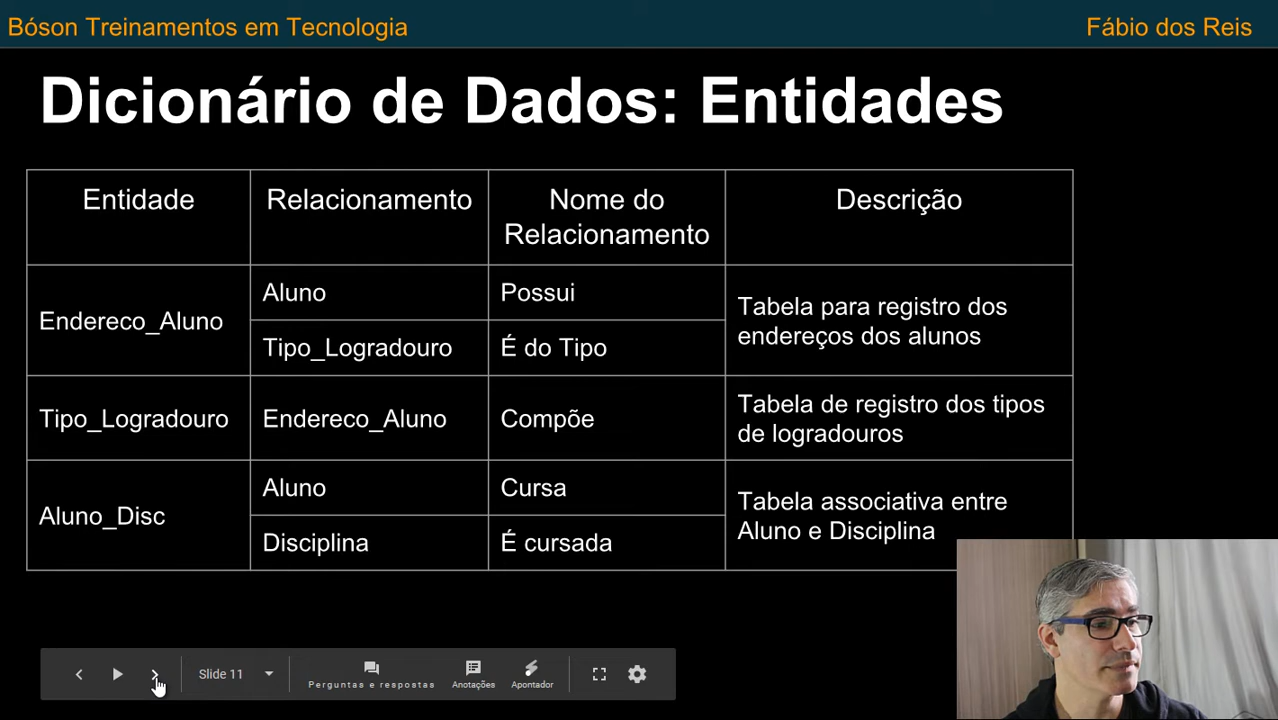 Bóson Treinamentos em Tecnologia
Fábio dos Reis
Dicionário de Dados: Entidades
Entidade
Relacionamento
Nome do
Relacionamento
Descrição
Endereco_Aluno
Aluno
Possui
Tipo_Logradouro
É do Tipo
Tabela para registro dos
endereços dos alunos
Tipo_Logradouro
Endereco_Aluno
Compõe
Tabela de registro dos tipos
de logradouros
Aluno_Disc
Aluno
Cursa
Disciplina
É cursada
Tabela associativa entre
Aluno e Disciplina
Slide 11
Perguntas e respostas
Anotações
Apontador